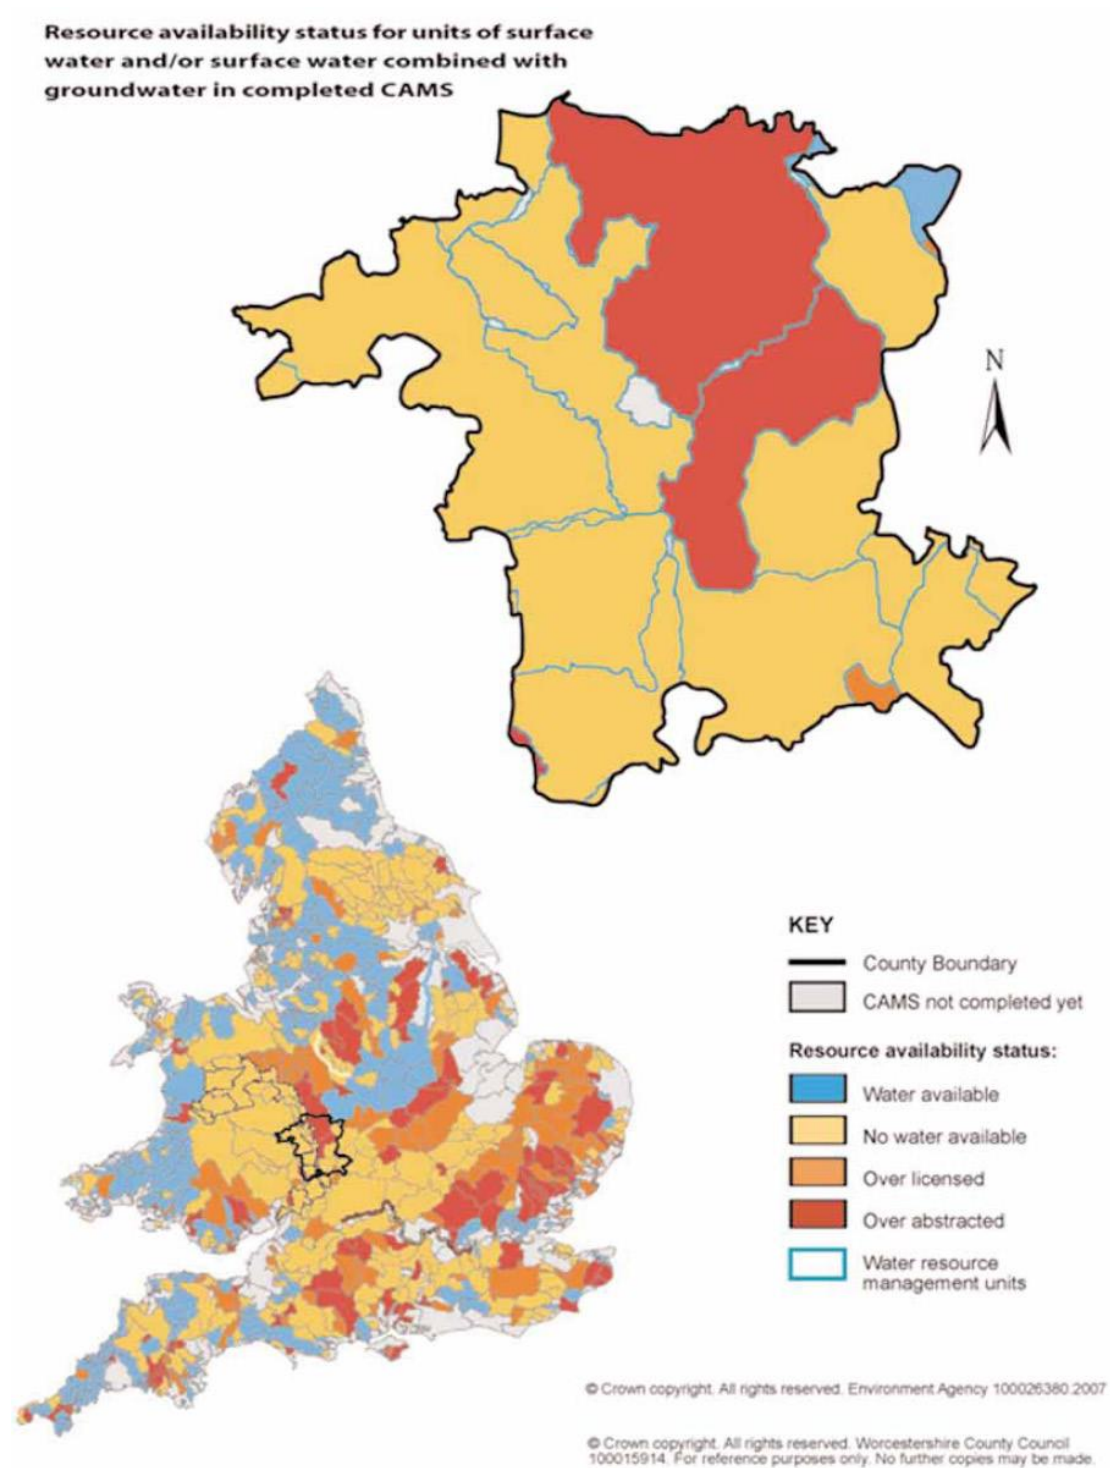 Resource availability status for units of surface
water and/or surface water combined with
groundwater in completed CAMS
N
KEY
County Boundary
CAMS not completed yet
Resource availability status:
Water available
No water available
Over licensed
Over abstracted
Water resource
management units
© Crown copyright. All rights reserved. Environment Agency 100026380.2007
© Crown copyright. All rights reserved. Worcestershire County Council
100015914. For reference purposes only. No further copies may be made.